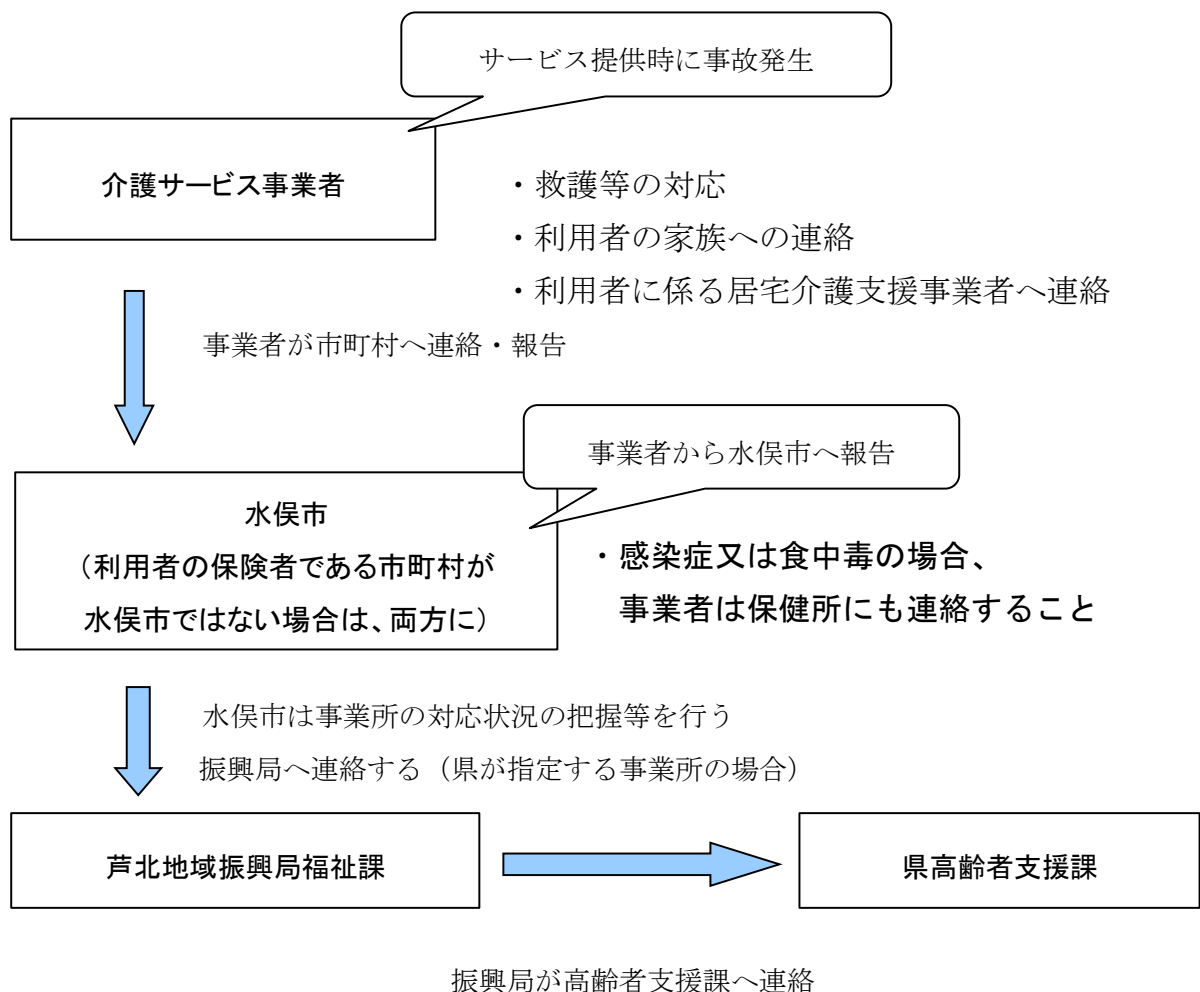 サービス提供時に事故発生
介護サービス事業者
・救護等の対応
・利用者の家族への連絡
・利用者に係る居宅介護支援事業者へ連絡
事業者が市町村へ連絡・報告
事業者から水俣市へ報告
水俣市
（利用者の保険者である市町村が
水俣市ではない場合は、両方に）
・感染症又は食中毒の場合、
事業者は保健所にも連絡すること
水俣市は事業所の対応状況の把握等を行う
振興局へ連絡する（県が指定する事業所の場合）
芦北地域振興局福祉課
県高齢者支援課
振興局が高齢者支援課へ連絡